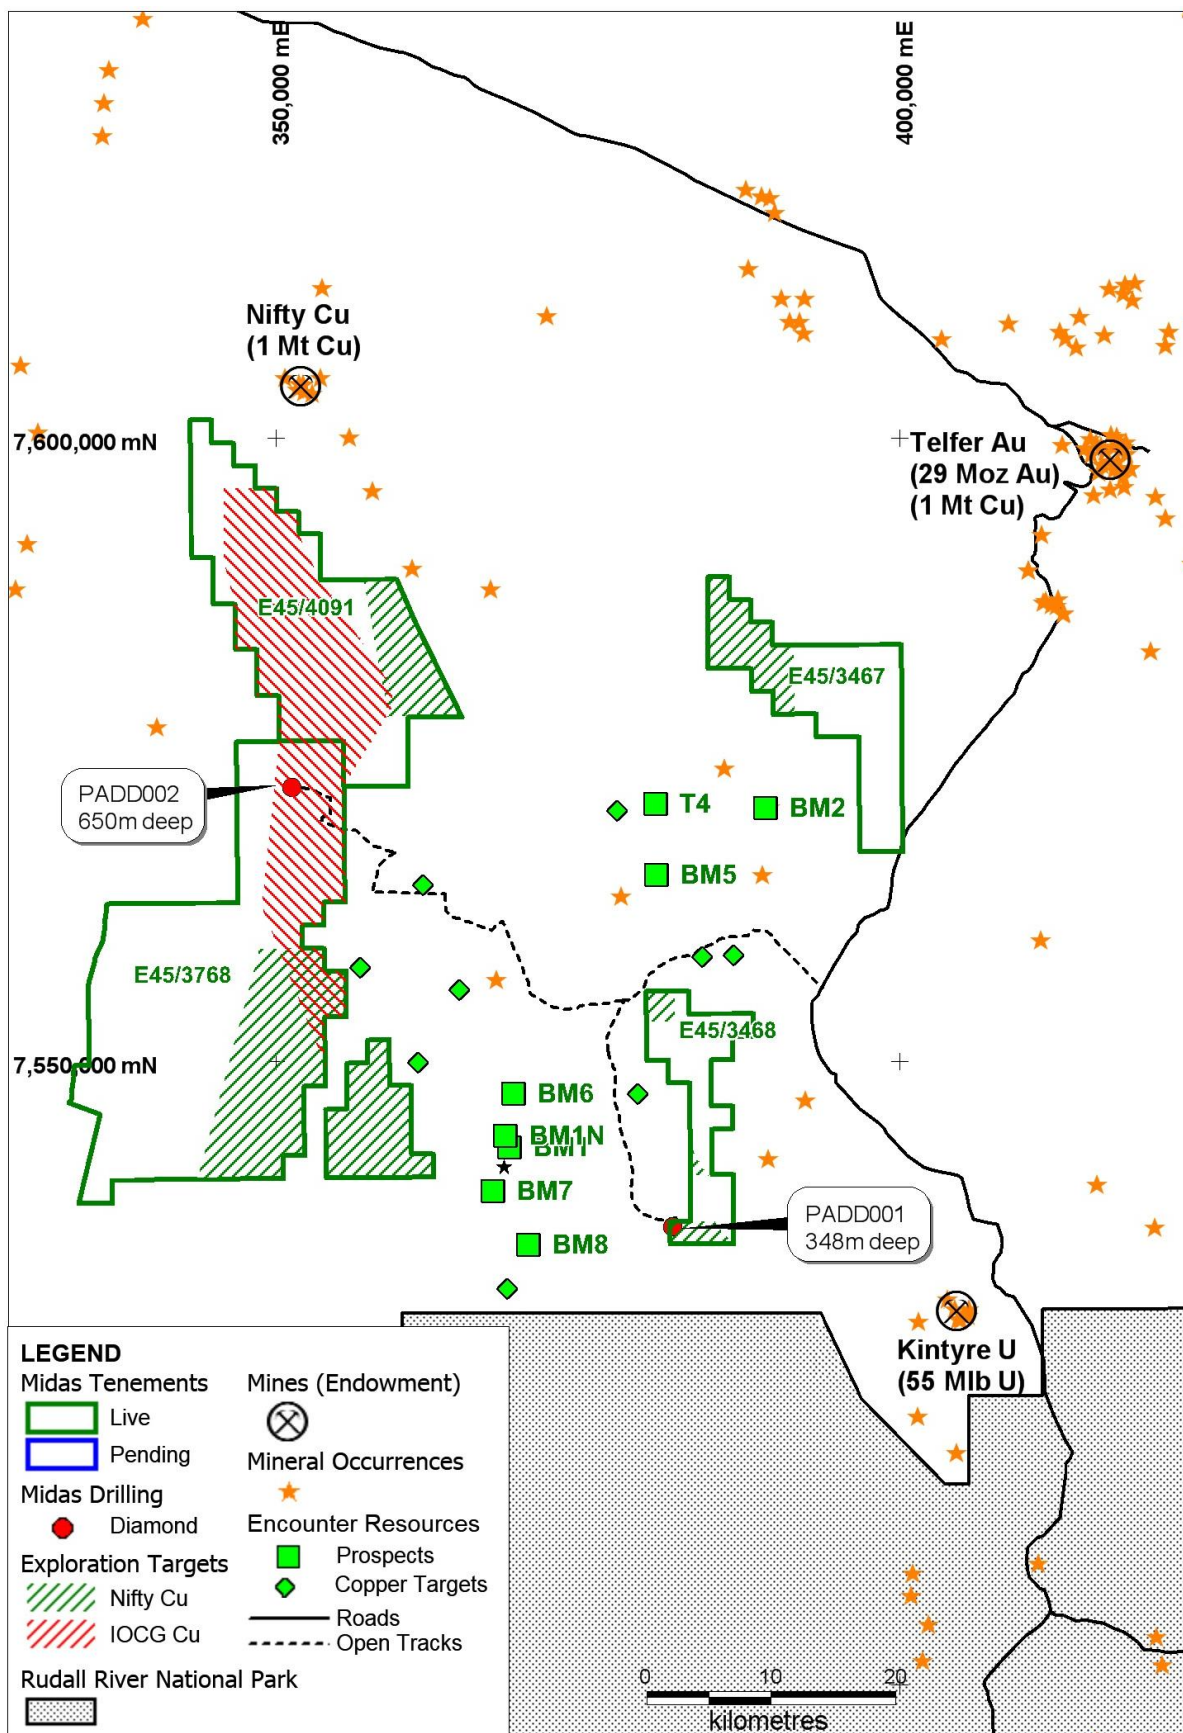 350,000 mE
400,000 mE
Nifty Cu
(1 Mt Cu)
7,600,000 mN
Telfer Au
(29 Moz Au)
(1 Mt Cu)
E45/4091
E45/3467
PADD002
650m deep
T4
BM2
BM5
E45/3768
E45/3468
7,550,000 mN
BM6
BM1N
BM1
BM7
PADD001
348m deep
BM8
Kintyre U
(55 Mlb U)
LEGEND
Midas Tenements
Live
Pending
Midas Drilling
Diamond
Exploration Targets
Nifty Cu
IOCG Cu
Rudall River National Park
Mines (Endowment)
Mineral Occurrences
Encounter Resources
Prospects
Copper Targets
Roads
Open Tracks
0 10 20
kilometres